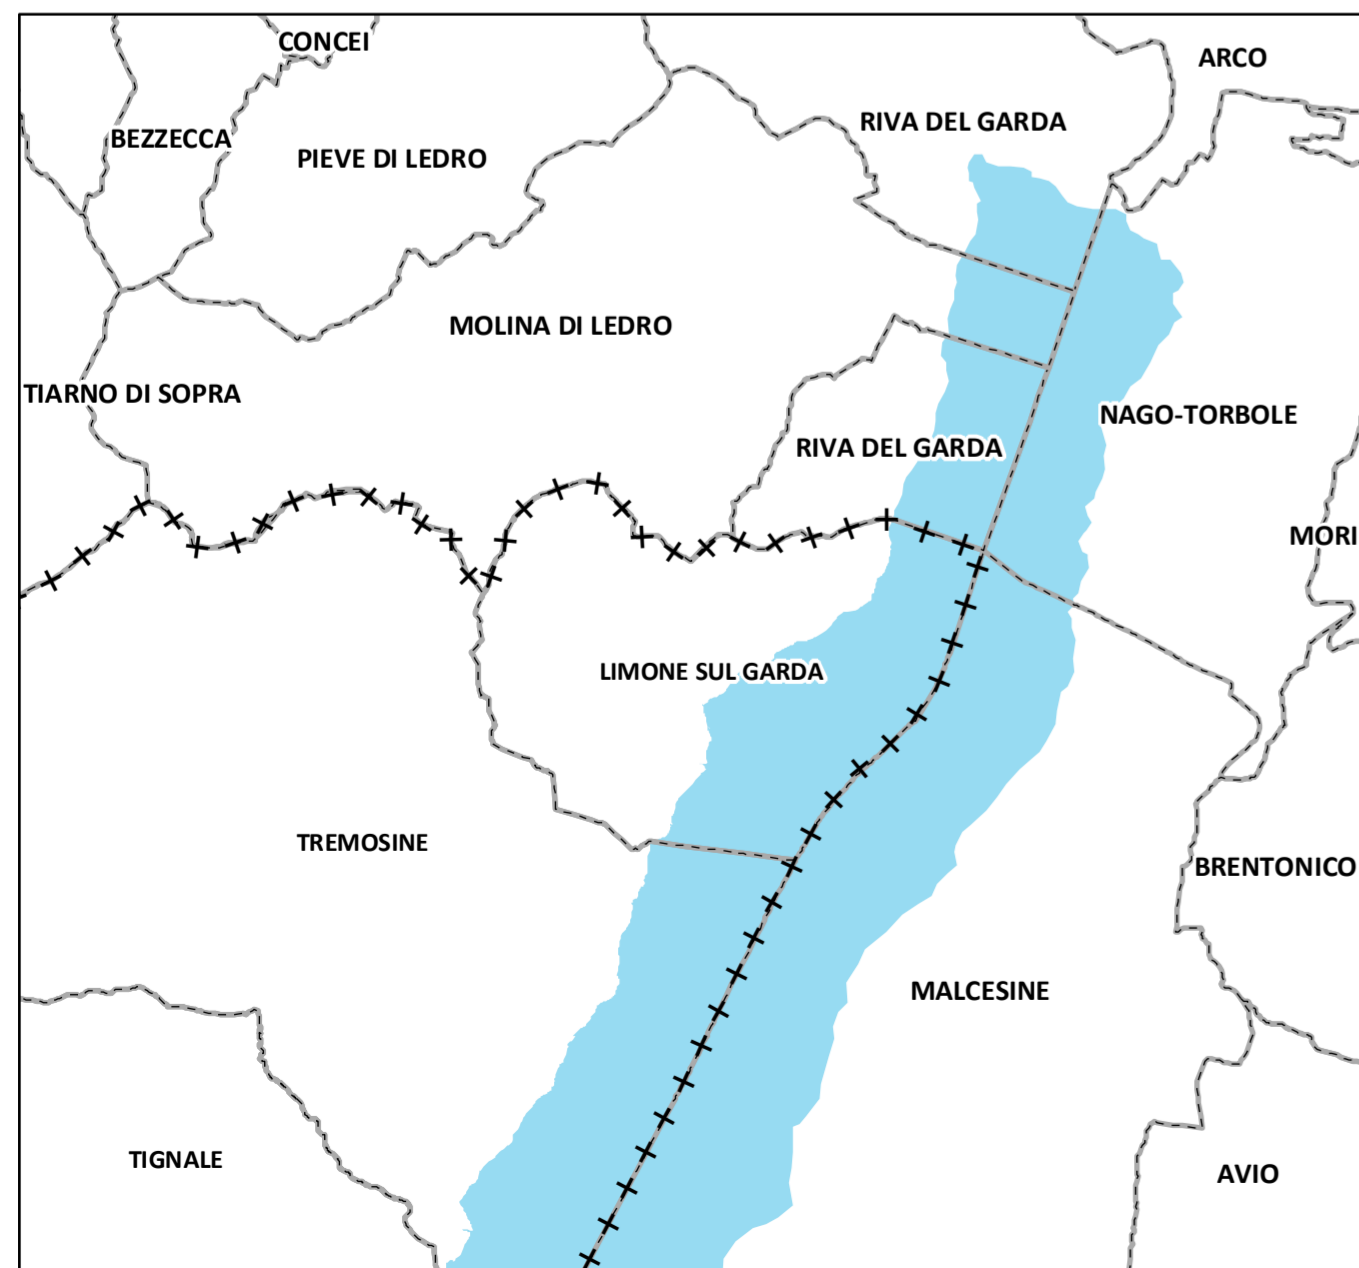 CONCEI
ARCO
RIVA DEL GARDA
BEZZECCA
PIEVE DI LEDRO
MOLINA DI LEDRO
TIARNO DI SOPRA
NAGO-TORBOLE
RIVA DEL GARDA
MORI
LIMONE SUL GARDA
TREMOSINE
BRENTONICO
MALCESINE
TIGNALE
AVIO